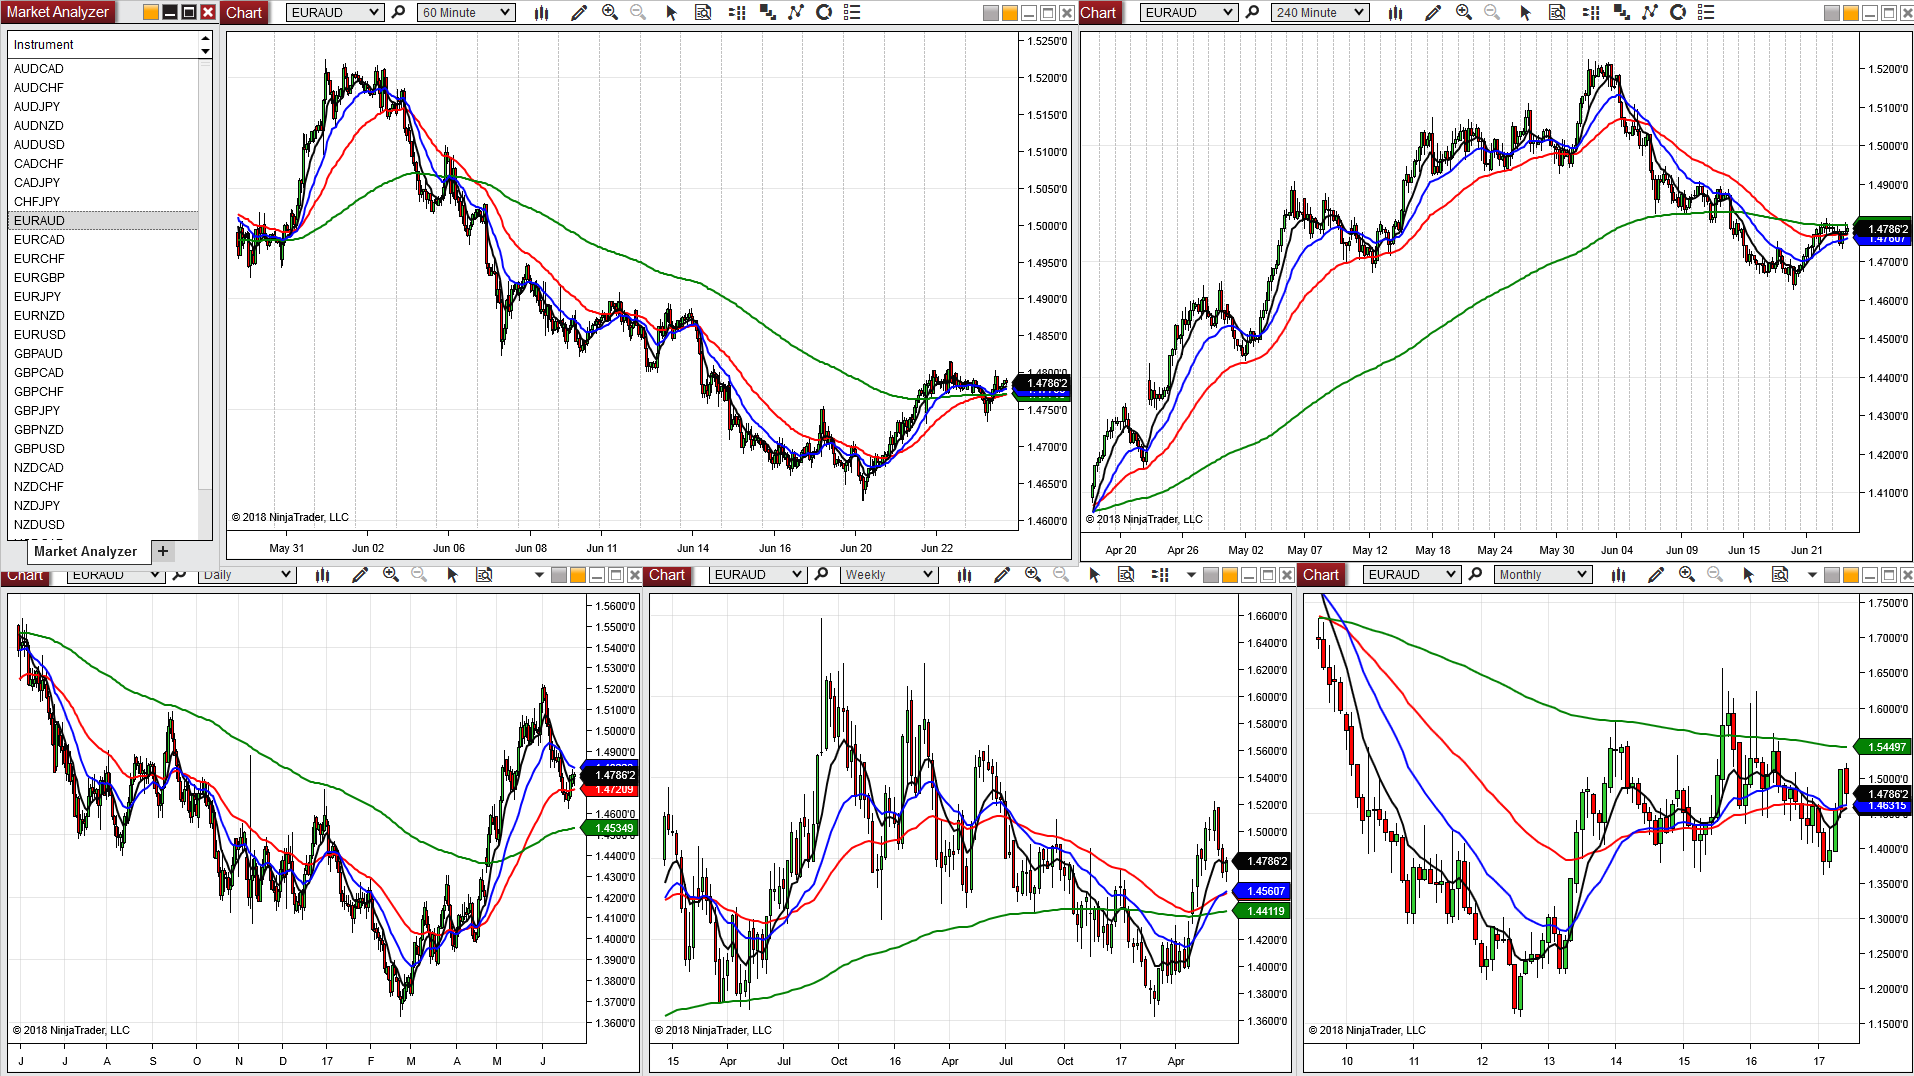 Market Analyzer
Instrument
AUDCAD
AUDCHF
AUDJPY
AUDNZD
AUDUSD
CADCHF
CADJPY
CHFJPY
EURAUD
EURCAD
EURCHF
EURGBP
EURJPY
EURNZD
EURUSD
GBPAUD
GBPCAD
GBPCHF
GBPJPY
GBPNZD
GBPUSD
NZDCAD
NZDCHF
NZDJPY
NZDUSD
Market Analyzer +
Chart EURAUD 60 Minute
1.5250'0
1.5200'0
1.5150'0
1.5100'0
1.5050'0
1.5000'0
1.4950'0
1.4900'0
1.4850'0
1.4800'0
1.4786'2
1.4750'0
1.4700'0
1.4650'0
1.4600'0
© 2018 NinjaTrader, LLC
May 31 Jun 02 Jun 06 Jun 08 Jun 11 Jun 14 Jun 16 Jun 20 Jun 22
Chart EURAUD 240 Minute
1.5200'0
1.5100'0
1.5000'0
1.4900'0
1.4786'2
1.47607
1.4700'0
1.4600'0
1.4500'0
1.4400'0
1.4300'0
1.4200'0
1.4100'0
© 2018 NinjaTrader, LLC
Apr 20 Apr 26 May 02 May 07 May 12 May 18 May 24 May 30 Jun 04 Jun 09 Jun 15 Jun 21
Chart EURAUD Daily
1.5600'0
1.5400'0
1.5300'0
1.5200'0
1.5100'0
1.5000'0
1.4900'0
1.4786'2
1.47209
1.45349
1.4400'0
1.4300'0
1.4200'0
1.4100'0
1.4000'0
1.3900'0
1.3800'0
1.3700'0
1.3600'0
© 2018 NinjaTrader, LLC
J J A S O N D 17 F M A M J
Chart EURAUD Weekly
1.6600'0
1.6400'0
1.6200'0
1.6000'0
1.5800'0
1.5600'0
1.5400'0
1.5200'0
1.5000'0
1.4786'2
1.45607
1.44119
1.4200'0
1.4000'0
1.3800'0
1.3600'0
© 2018 NinjaTrader, LLC
15 Apr Jul Oct 16 Apr Jul Oct 17 Apr
Chart EURAUD Monthly
1.7500'0
1.7000'0
1.6500'0
1.6000'0
1.54497
1.5000'0
1.4786'2
1.46315
1.4000'0
1.3500'0
1.3000'0
1.2500'0
1.2000'0
1.1500'0
© 2018 NinjaTrader, LLC
10 11 12 13 14 15 16 17